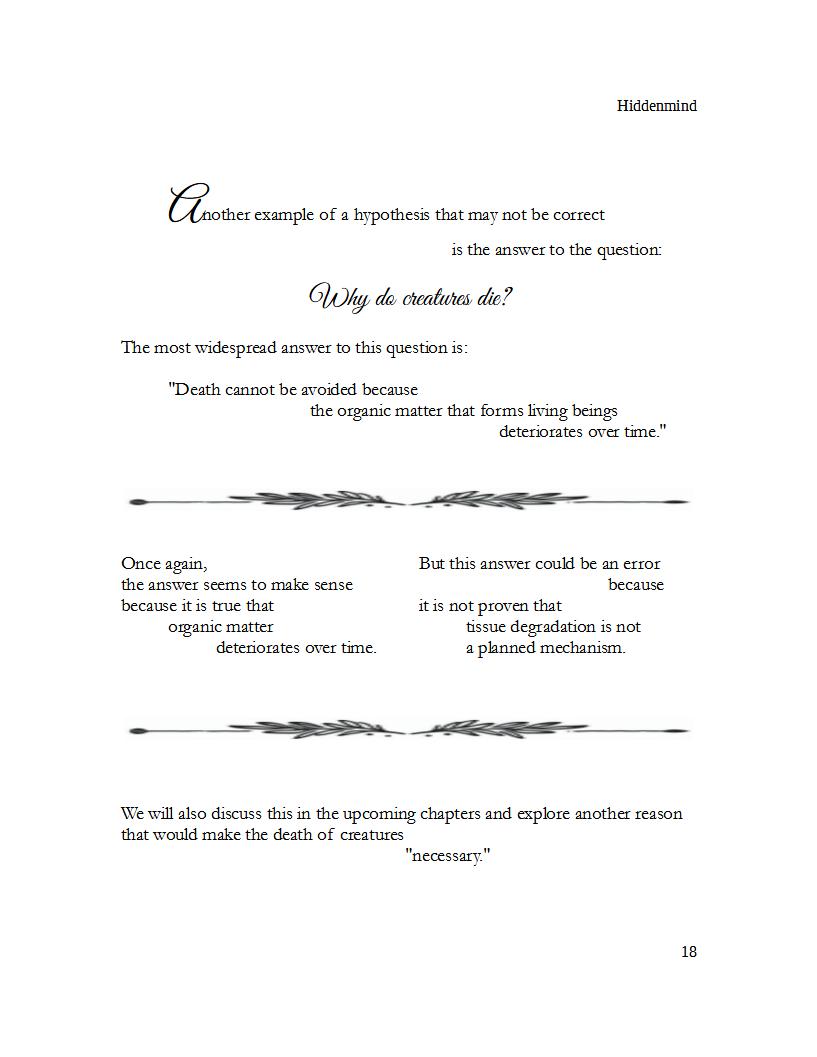 Hiddenmind
Another example of a hypothesis that may not be correct
is the answer to the question:
Why do creatures die?
The most widespread answer to this question is:
"Death cannot be avoided because
the organic matter that forms living beings
deteriorates over time."
Once again,
the answer seems to make sense
because it is true that
organic matter
deteriorates over time.
But this answer could be an error
because
it is not proven that
tissue degradation is not
a planned mechanism.
We will also discuss this in the upcoming chapters and explore another reason
that would make the death of creatures
"necessary."
18